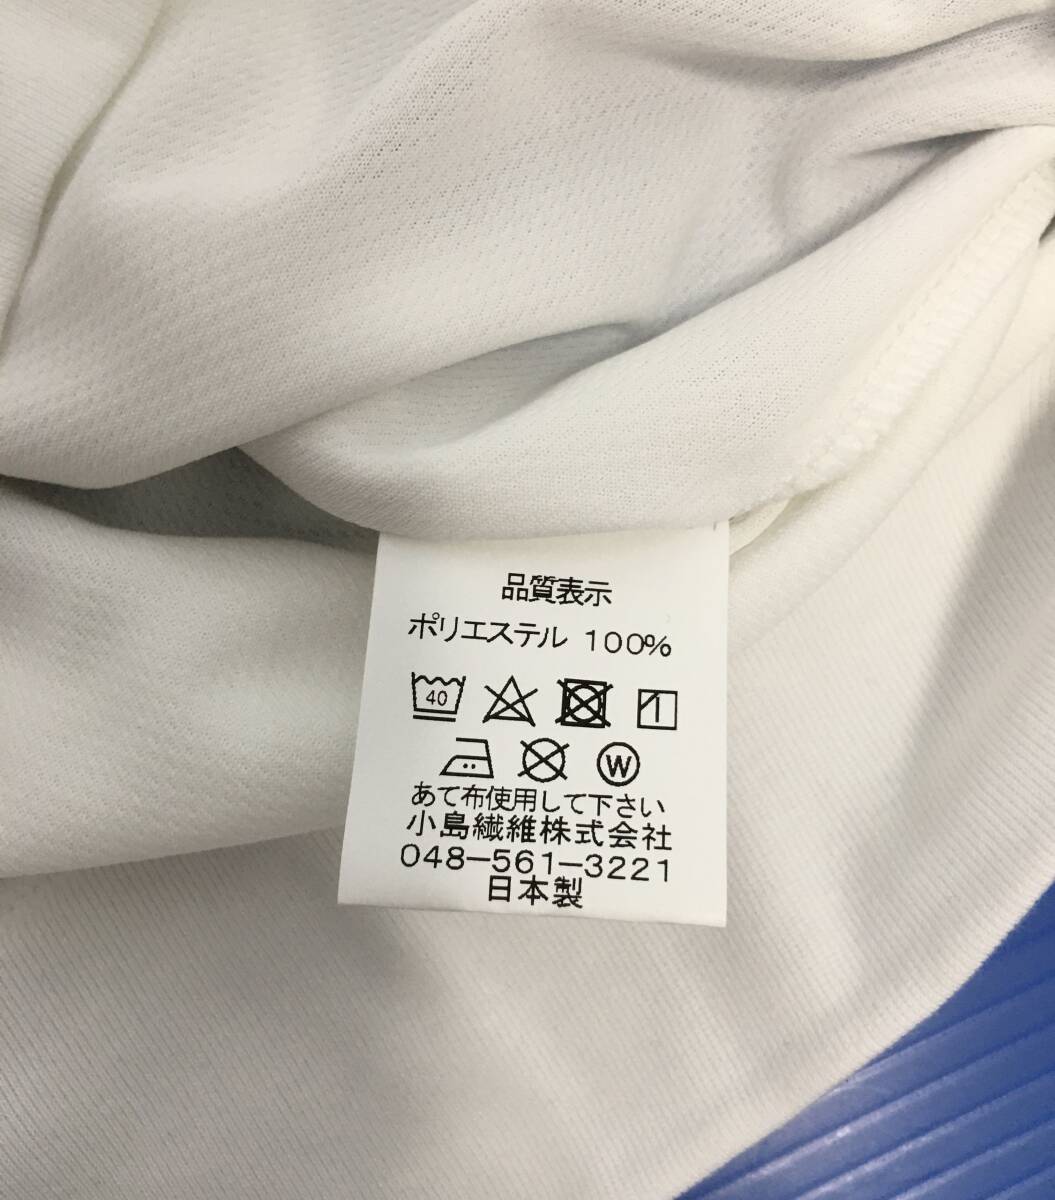 品質表示
ポリエステル 100%
40
W
あて布使用して下さい
小島繊維株式会社
048-561-3221
日本製